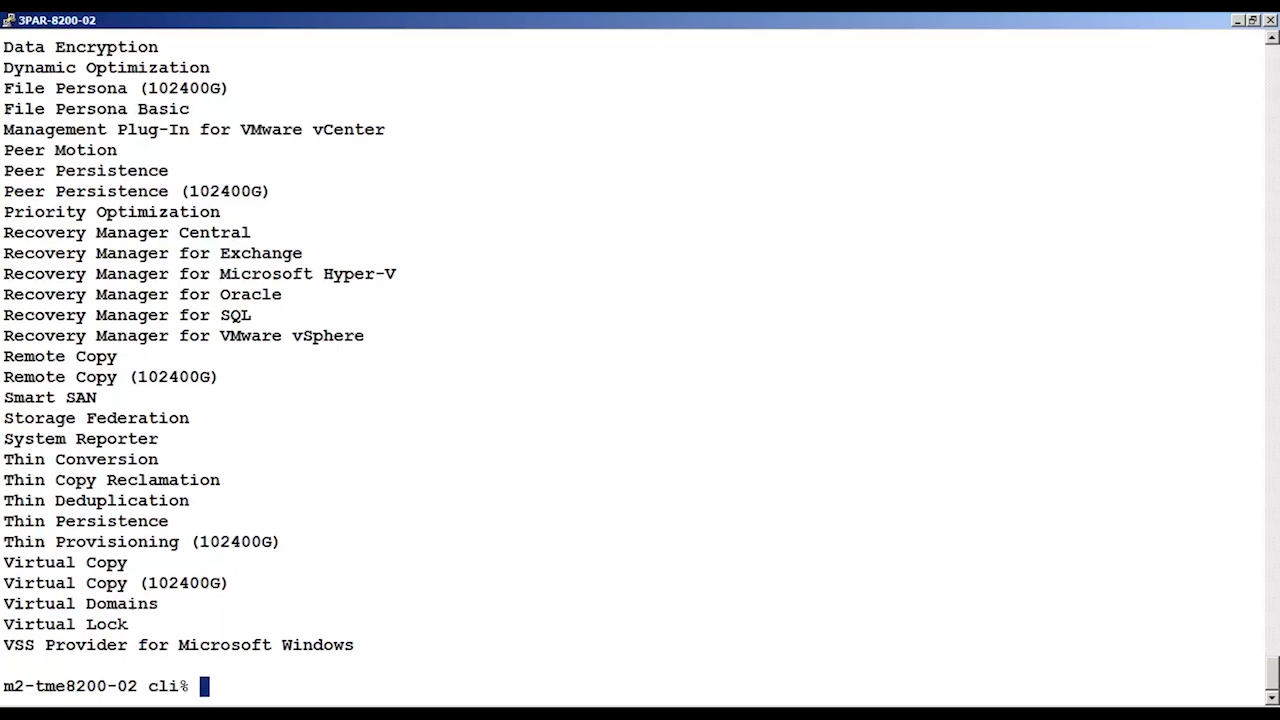 3PAR-8200-02
Data Encryption
Dynamic Optimization
File Persona (102400G)
File Persona Basic
Management Plug-In for VMware vCenter
Peer Motion
Peer Persistence
Peer Persistence (102400G)
Priority Optimization
Recovery Manager Central
Recovery Manager for Exchange
Recovery Manager for Microsoft Hyper-V
Recovery Manager for Oracle
Recovery Manager for SQL
Recovery Manager for VMware vSphere
Remote Copy
Remote Copy (102400G)
Smart SAN
Storage Federation
System Reporter
Thin Conversion
Thin Copy Reclamation
Thin Deduplication
Thin Persistence
Thin Provisioning (102400G)
Virtual Copy
Virtual Copy (102400G)
Virtual Domains
Virtual Lock
VSS Provider for Microsoft Windows
m2-tme8200-02 cli%